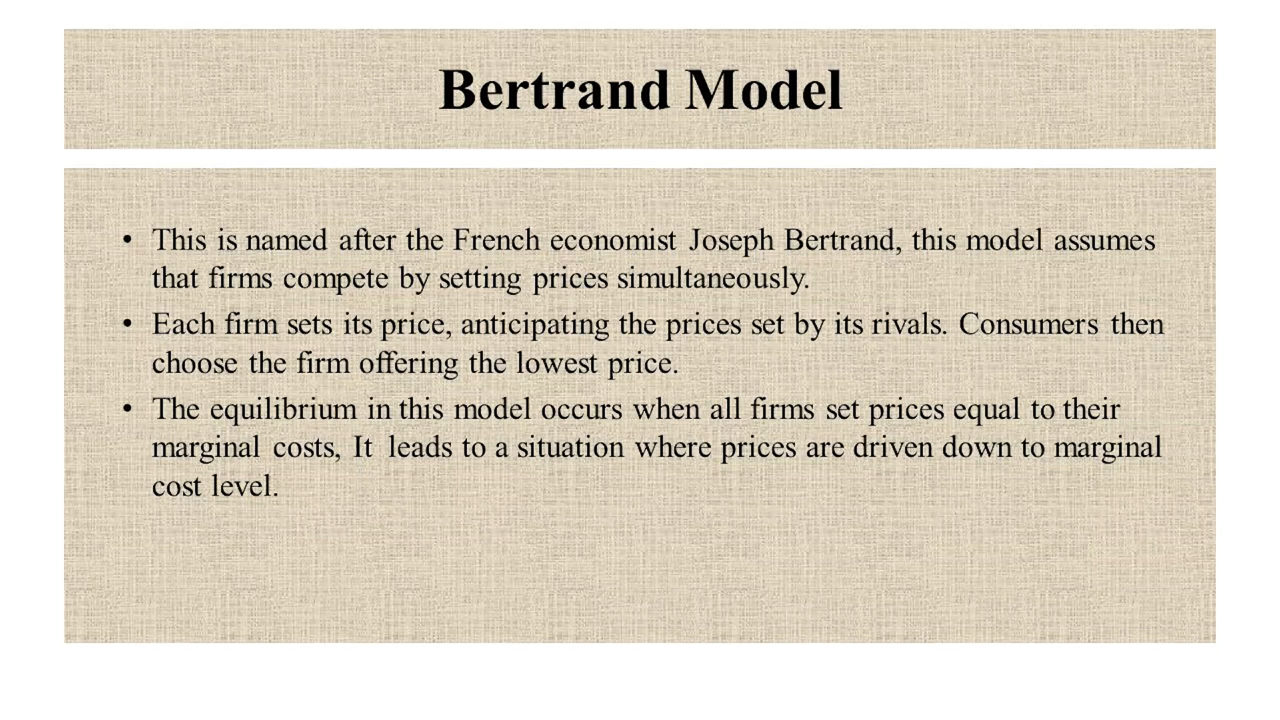 Bertrand Model
• This is named after the French economist Joseph Bertrand, this model assumes
that firms compete by setting prices simultaneously.
• Each firm sets its price, anticipating the prices set by its rivals. Consumers then
choose the firm offering the lowest price.
• The equilibrium in this model occurs when all firms set prices equal to their
marginal costs, It leads to a situation where prices are driven down to marginal
cost level.